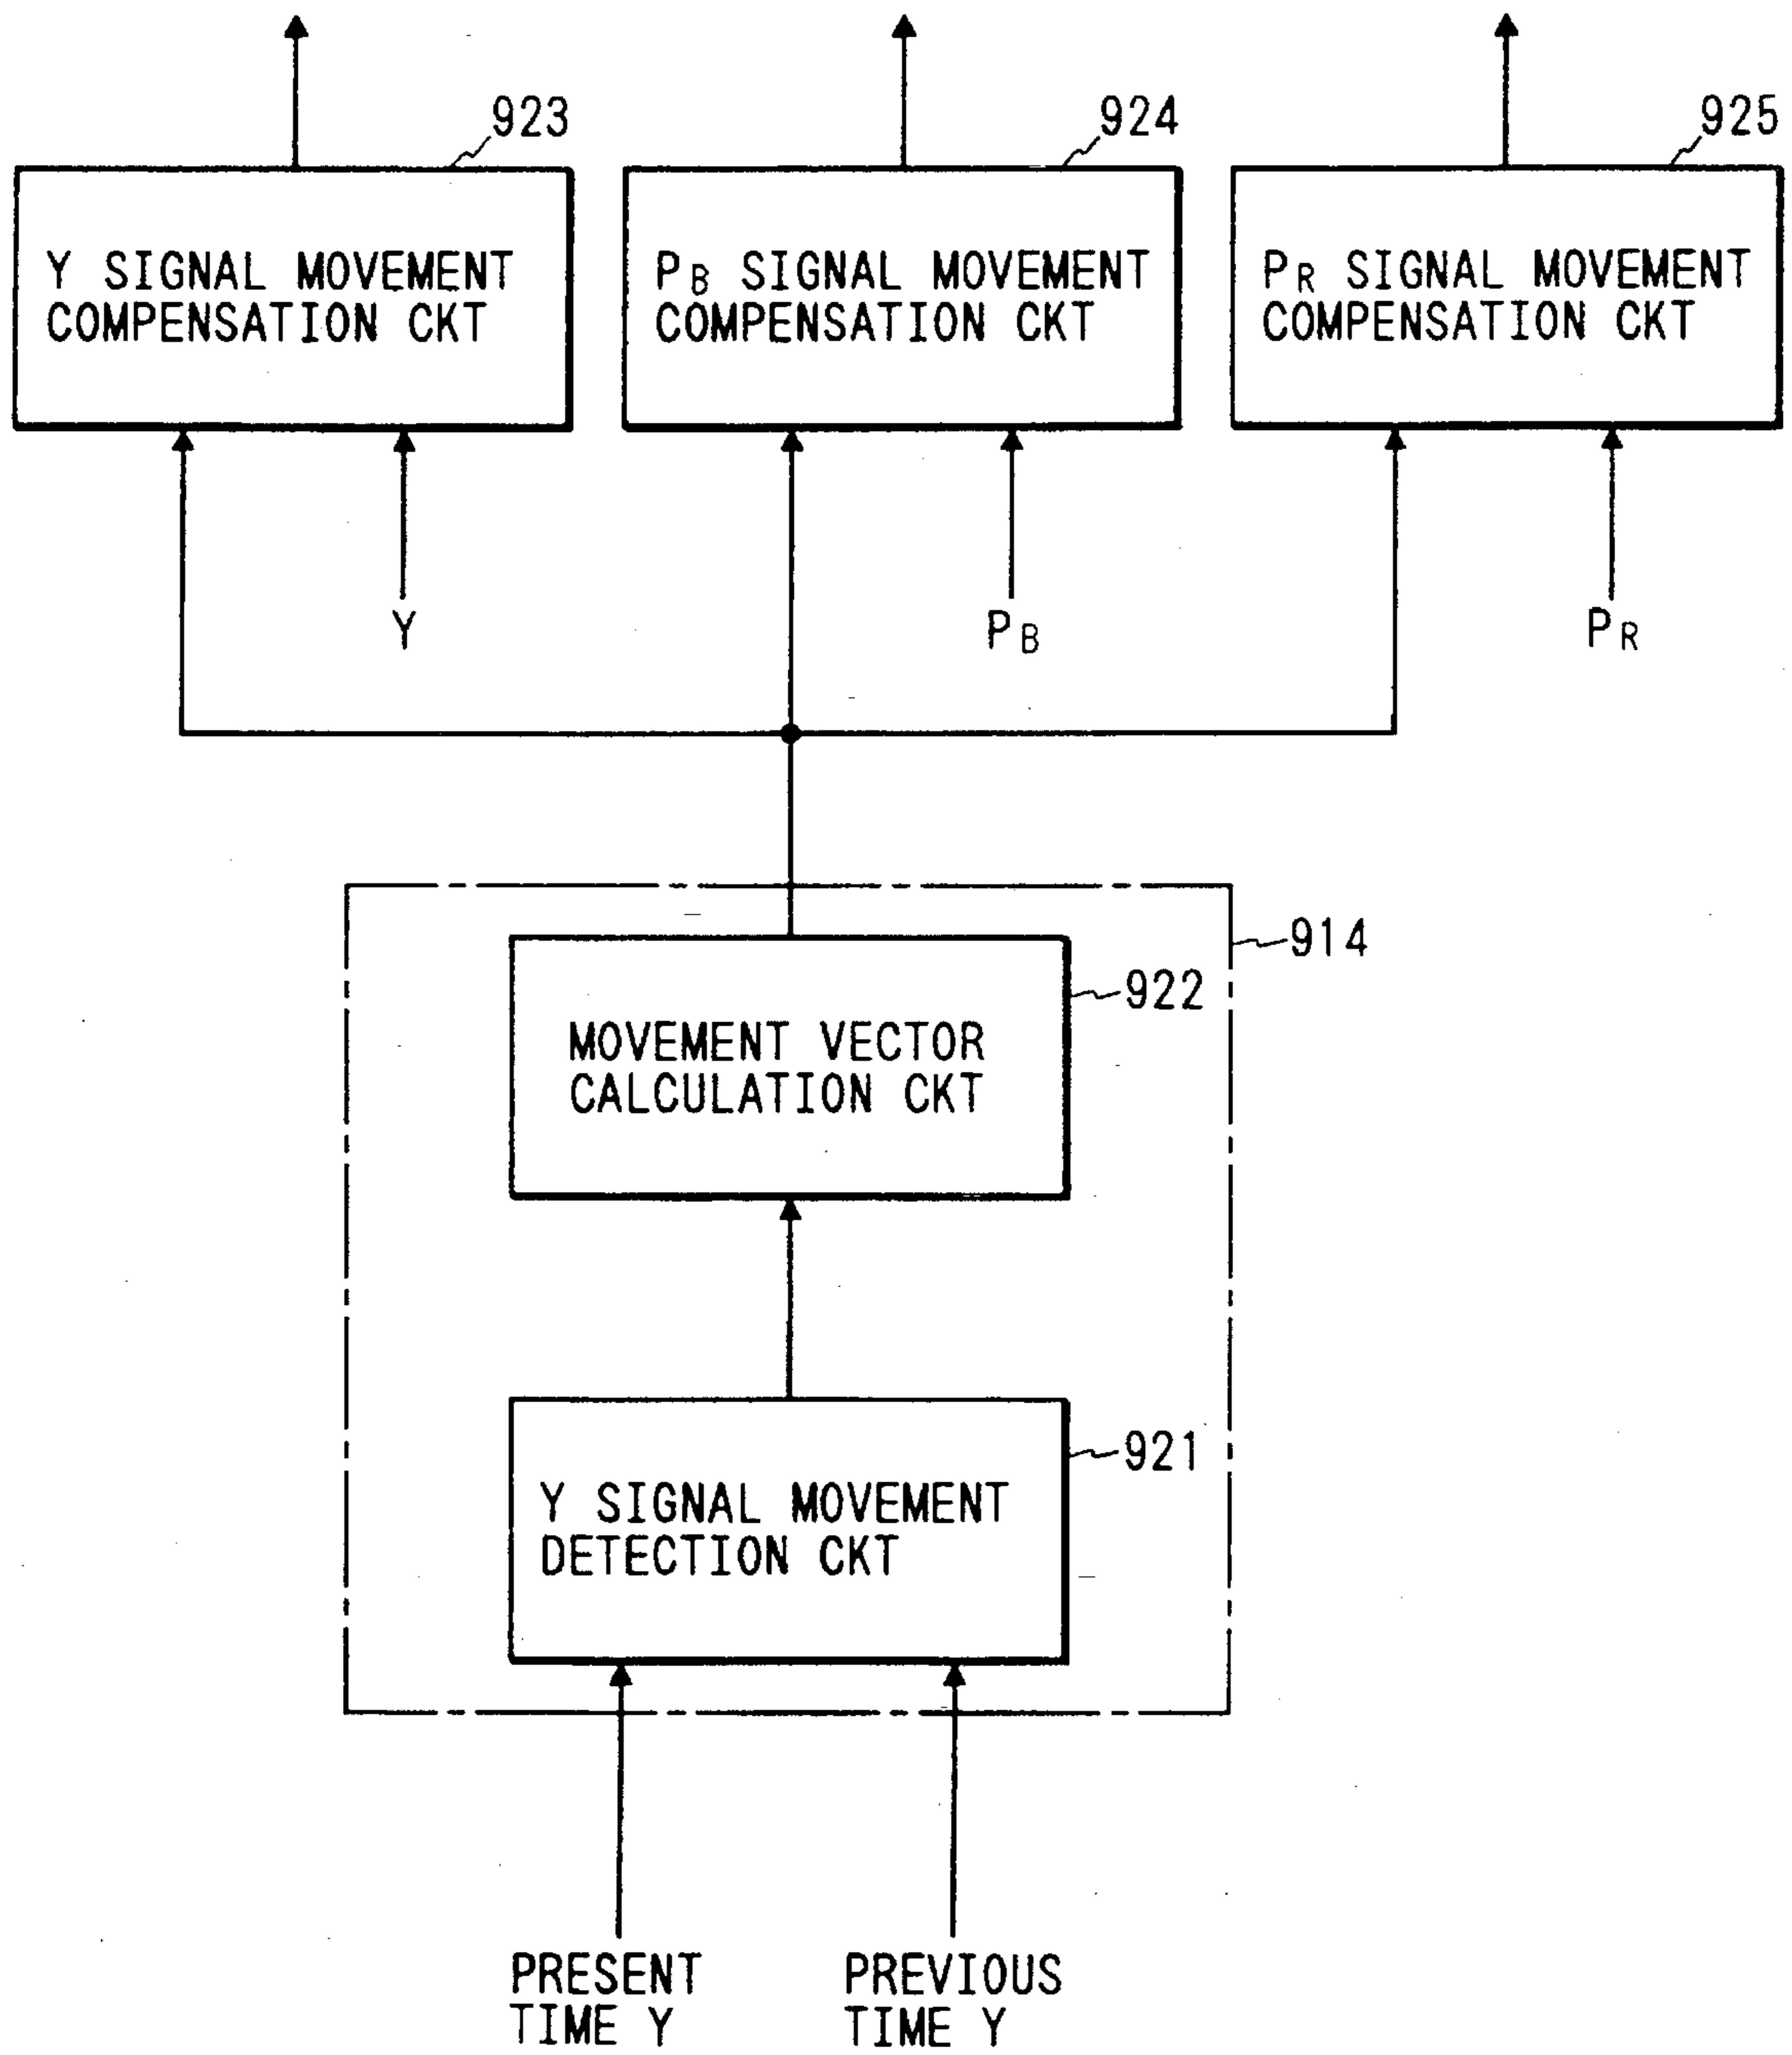 923
924
925
Y SIGNAL MOVEMENT
COMPENSATION CKT
PB SIGNAL MOVEMENT
COMPENSATION CKT
PR SIGNAL MOVEMENT
COMPENSATION CKT
Y
PB
PR
914
922
MOVEMENT VECTOR
CALCULATION CKT
921
Y SIGNAL MOVEMENT
DETECTION CKT
PRESENT
TIME Y
PREVIOUS
TIME Y